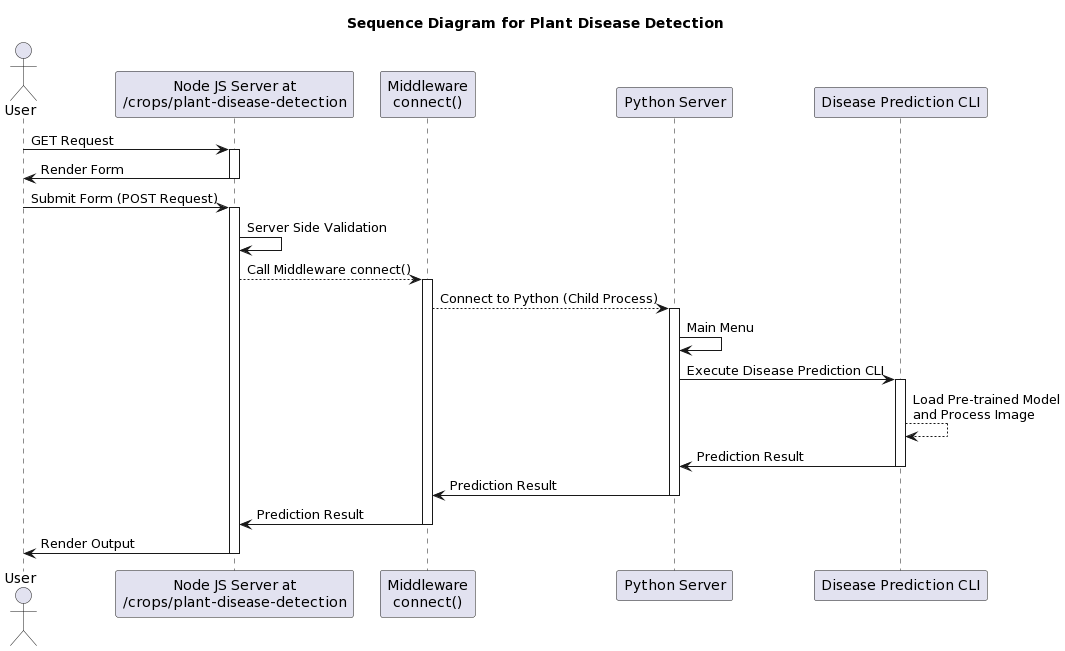 Sequence Diagram for Plant Disease Detection
User
Node JS Server at
/crops/plant-disease-detection
Middleware
connect()
Python Server
Disease Prediction CLI
GET Request
Render Form
Submit Form (POST Request)
Server Side Validation
Call Middleware connect()
Connect to Python (Child Process)
Main Menu
Execute Disease Prediction CLI
Load Pre-trained Model
and Process Image
Prediction Result
Prediction Result
Prediction Result
Render Output
User
Node JS Server at
/crops/plant-disease-detection
Middleware
connect()
Python Server
Disease Prediction CLI